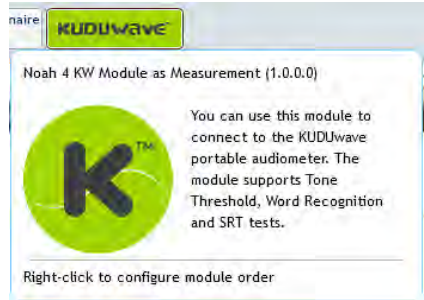 naire
KUDUwave
Noah 4 KW Module as Measurement (1.0.0.0)
You can use this module to
connect to the KUDUwave
portable audiometer. The
module supports Tone
Threshold, Word Recognition
and SRT tests.
K™
Right-click to configure module order